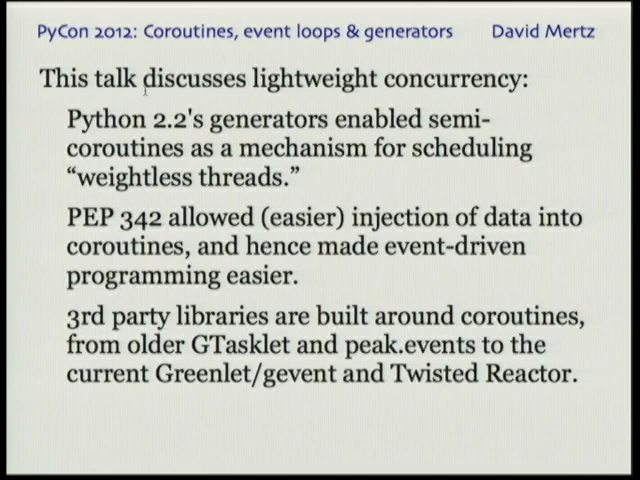 PyCon 2012: Coroutines, event loops & generators David Mertz
This talk discusses lightweight concurrency:
Python 2.2's generators enabled semi-
coroutines as a mechanism for scheduling
“weightless threads.”
PEP 342 allowed (easier) injection of data into
coroutines, and hence made event-driven
programming easier.
3rd party libraries are built around coroutines,
from older GTasklet and peak.events to the
current Greenlet/gevent and Twisted Reactor.